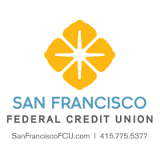 SAN FRANCISCO
FEDERAL CREDIT UNION
SanFranciscoFCU.com | 415.775.5377